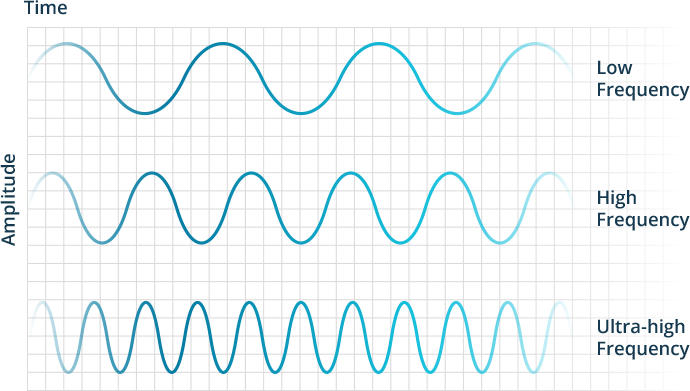 Time
Low
Frequency
Amplitude
High
Frequency
Ultra-high
Frequency